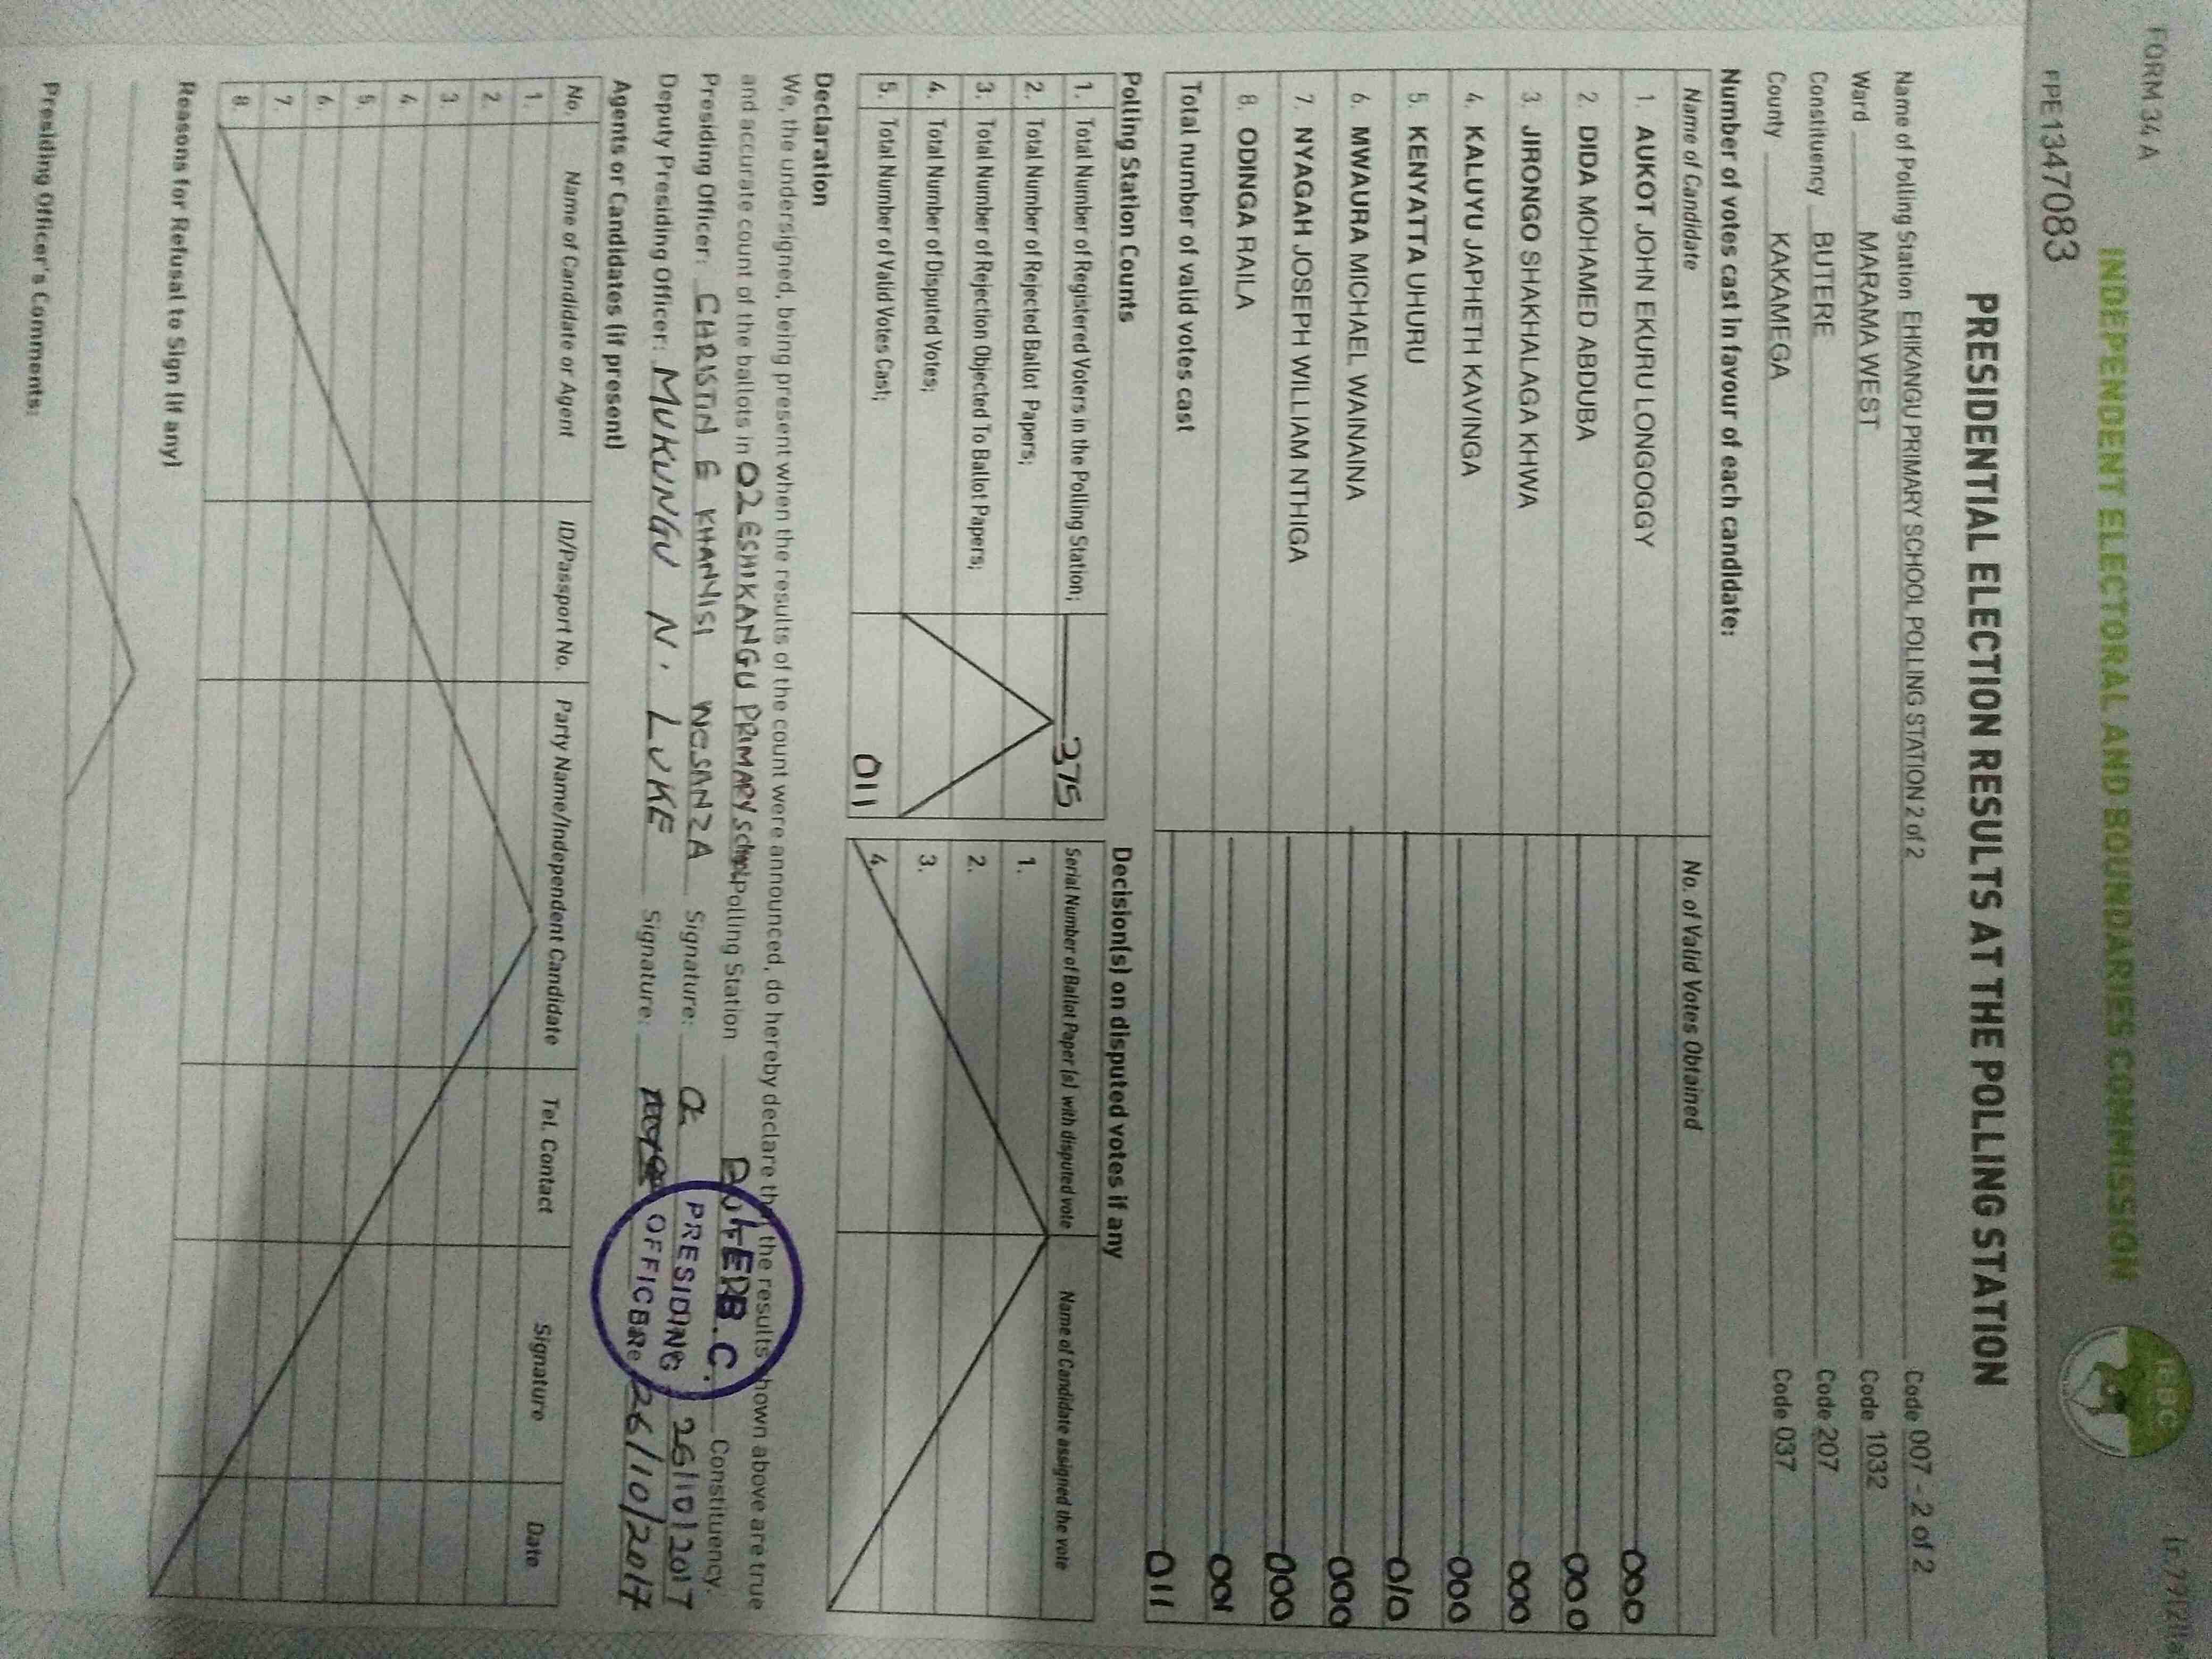 FORM 34 A
INDEPENDENT ELECTORAL AND BOUNDARIES COMMISSION
IEBC
FPE1347083
PRESIDENTIAL ELECTION RESULTS AT THE POLLING STATION
Name of Polling Station EHIKANGU PRIMARY SCHOOL POLLING STATION 2 of 2 Code 007 - 2 of 2
Ward MARAMA WEST Code 1032
Constituency BUTERE Code 207
County KAKAMEGA Code 037
Number of votes cast in favour of each candidate:
Name of Candidate No. of Valid Votes Obtained
1. AUKOT JOHN EKURU LONGOGGY 000
2. DIDA MOHAMED ABDUBA 000
3. JIRONGO SHAKHALAGA KHWA 000
4. KALUYU JAPHETH KAVINGA 000
5. KENYATTA UHURU 010
6. MWAURA MICHAEL WAINAINA 000
7. NYAGAH JOSEPH WILLIAM NTHIGA 000
8. ODINGA RAILA 001
Total number of valid votes cast 011
Polling Station Counts
1. Total Number of Registered Voters in the Polling Station; 375
2. Total Number of Rejected Ballot Papers;
3. Total Number of Rejection Objected To Ballot Papers;
4. Total Number of Disputed Votes;
5. Total Number of Valid Votes Cast; 011
Decision(s) on disputed votes if any
Serial Number of Ballot Paper (s) with disputed vote Name of Candidate assigned the vote
1.
2.
3.
4.
Declaration
We, the undersigned, being present when the results of the count were announced, do hereby declare that the results shown above are true
and accurate count of the ballots in 02 ESHIKANGU PRIMARY School Polling Station BUTERE Constituency.
Presiding Officer: CHRISTIN E KHANYISI Signature: 26/10/2017
Deputy Presiding Officer: MUKUNGU N. LUKE Signature: 26/10/2017
I.E.B.C.
PRESIDING
OFFICER
Agents or Candidates (if present)
No. Name of Candidate or Agent ID/Passport No. Party Name/Independent Candidate Tel. Contact Signature Date
1.
2.
3.
4.
5.
6.
7.
8.
Reasons for Refusal to Sign (if any)
Presiding Officer's Comments: